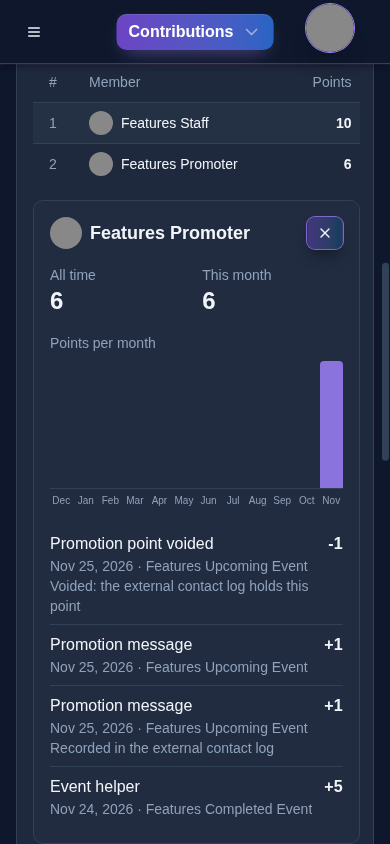 Contributions
# Member Points
1 Features Staff 10
2 Features Promoter 6
Features Promoter
All time This month
6 6
Points per month
Dec Jan Feb Mar Apr May Jun Jul Aug Sep Oct Nov
Promotion point voided -1
Nov 25, 2026 · Features Upcoming Event
Voided: the external contact log holds this
point
Promotion message +1
Nov 25, 2026 · Features Upcoming Event
Promotion message +1
Nov 25, 2026 · Features Upcoming Event
Recorded in the external contact log
Event helper +5
Nov 24, 2026 · Features Completed Event